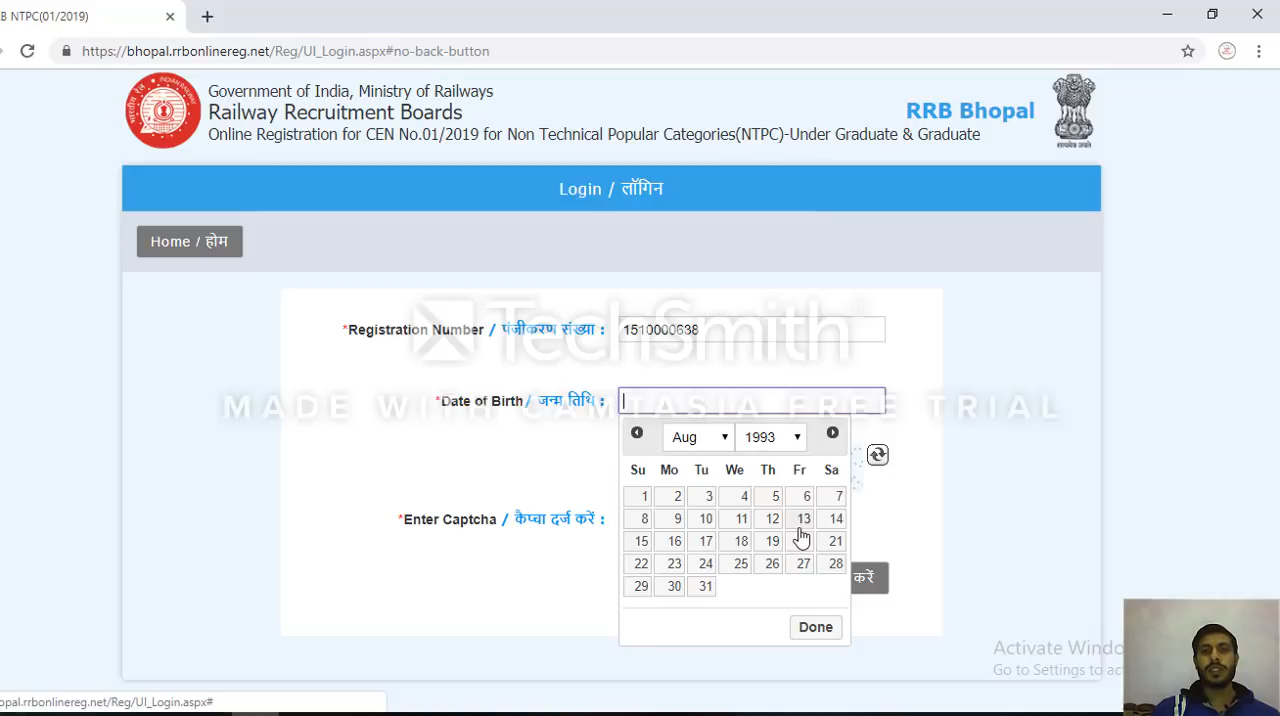 B NTPC(01/2019)
https://bhopal.rrbonlinereg.net/Reg/UI_Login.aspx#no-back-button
Government of India, Ministry of Railways
Railway Recruitment Boards
Online Registration for CEN No.01/2019 for Non Technical Popular Categories(NTPC)-Under Graduate & Graduate
RRB Bhopal
सत्यमेव जयते
Login / लॉगिन
Home / होम
*Registration Number / पंजीकरण संख्या : 1510000638
TechSmith
*Date of Birth/ जन्म तिथि :
MADE WITH CAMTASIA FREE TRIAL
Aug 1993
Su Mo Tu We Th Fr Sa
1 2 3 4 5 6 7
8 9 10 11 12 13 14
15 16 17 18 19 21
22 23 24 25 26 27 28
29 30 31
*Enter Captcha / कैप्चा दर्ज करें :
करें
Done
Activate Windo
Go to Settings to ac
opal.rrbonlinereg.net/Reg/UI_Login.aspx#